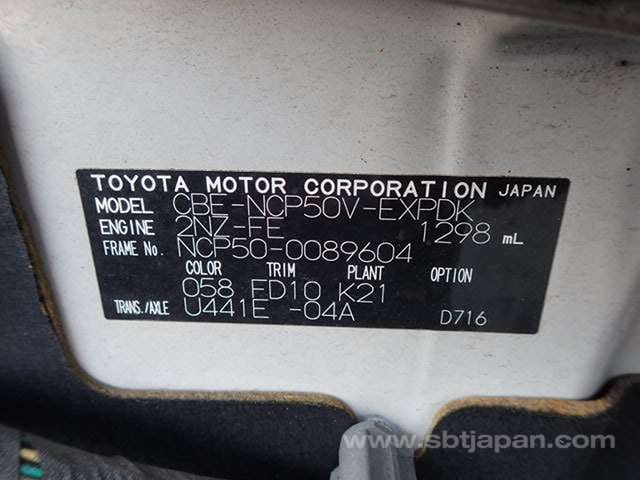 TOYOTA MOTOR CORPORATION JAPAN
MODEL CBE-NCP50V-EXPDK
ENGINE 2NZ-FE 1298 mL
FRAME No. NCP50-0089604
COLOR TRIM PLANT OPTION
058 FD10 K21
TRANS./AXLE U441E -04A D716
www.sbtjapan.com